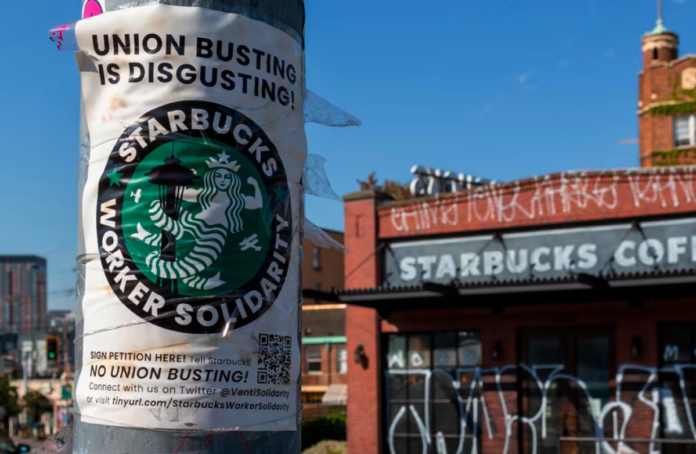 UNION BUSTING
IS DISGUSTING!
STARBUCKS
WORKER SOLIDARITY
SIGN PETITION HERE! Tell Starbucks
NO UNION BUSTING!
Connect with us on Twitter @VentiSolidarity
or visit tinyurl.com/StarbucksWorkerSolidarity
STARBUCKS COF